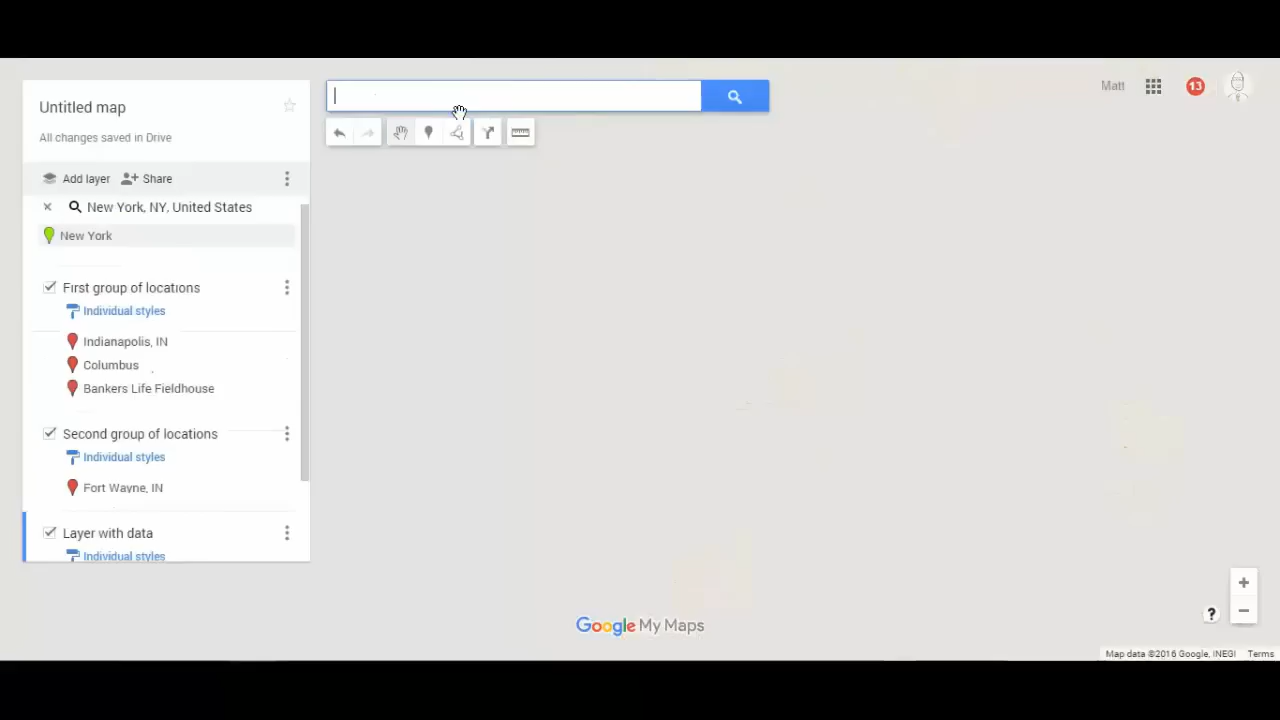 Untitled map
All changes saved in Drive
Add layer
Share
New York, NY, United States
New York
First group of locations
Individual styles
Indianapolis, IN
Columbus
Bankers Life Fieldhouse
Second group of locations
Individual styles
Fort Wayne, IN
Layer with data
Individual styles
Matt
13
?
Google My Maps
Map data ©2016 Google, INEGI Terms